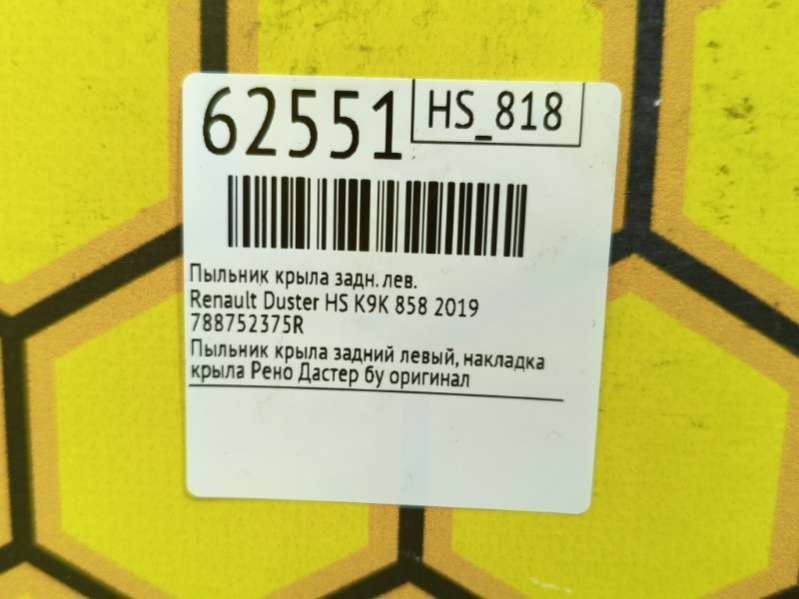 62551
HS_818
Пыльник крыла задн. лев.
Renault Duster HS K9K 858 2019
788752375R
Пыльник крыла задний левый, накладка
крыла Рено Дастер бу оригинал